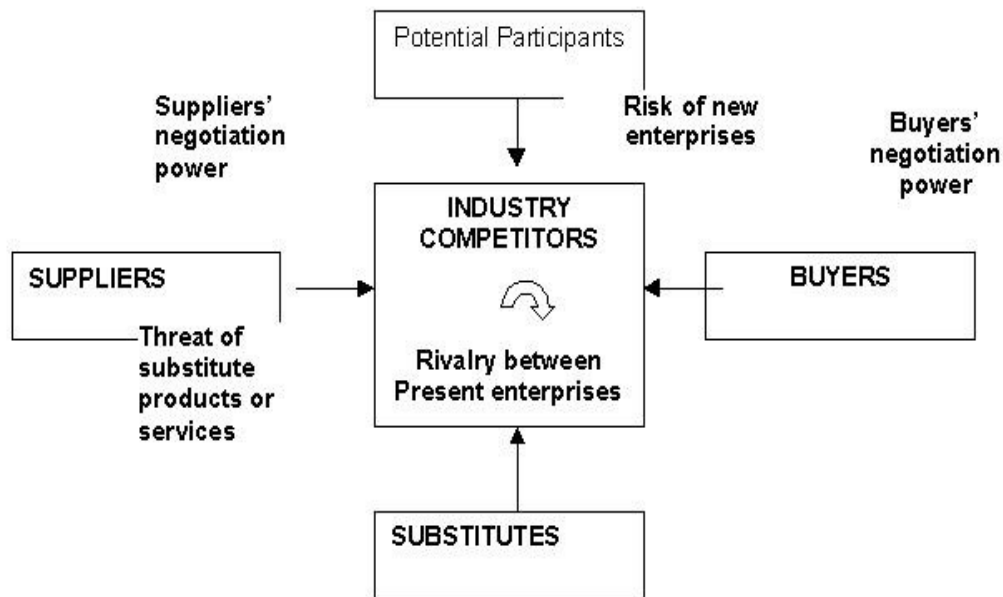 Potential Participants
Suppliers'
negotiation
power
Risk of new
enterprises
Buyers'
negotiation
power
INDUSTRY
COMPETITORS
SUPPLIERS
BUYERS
Threat of
substitute
products or
services
Rivalry between
Present enterprises
SUBSTITUTES